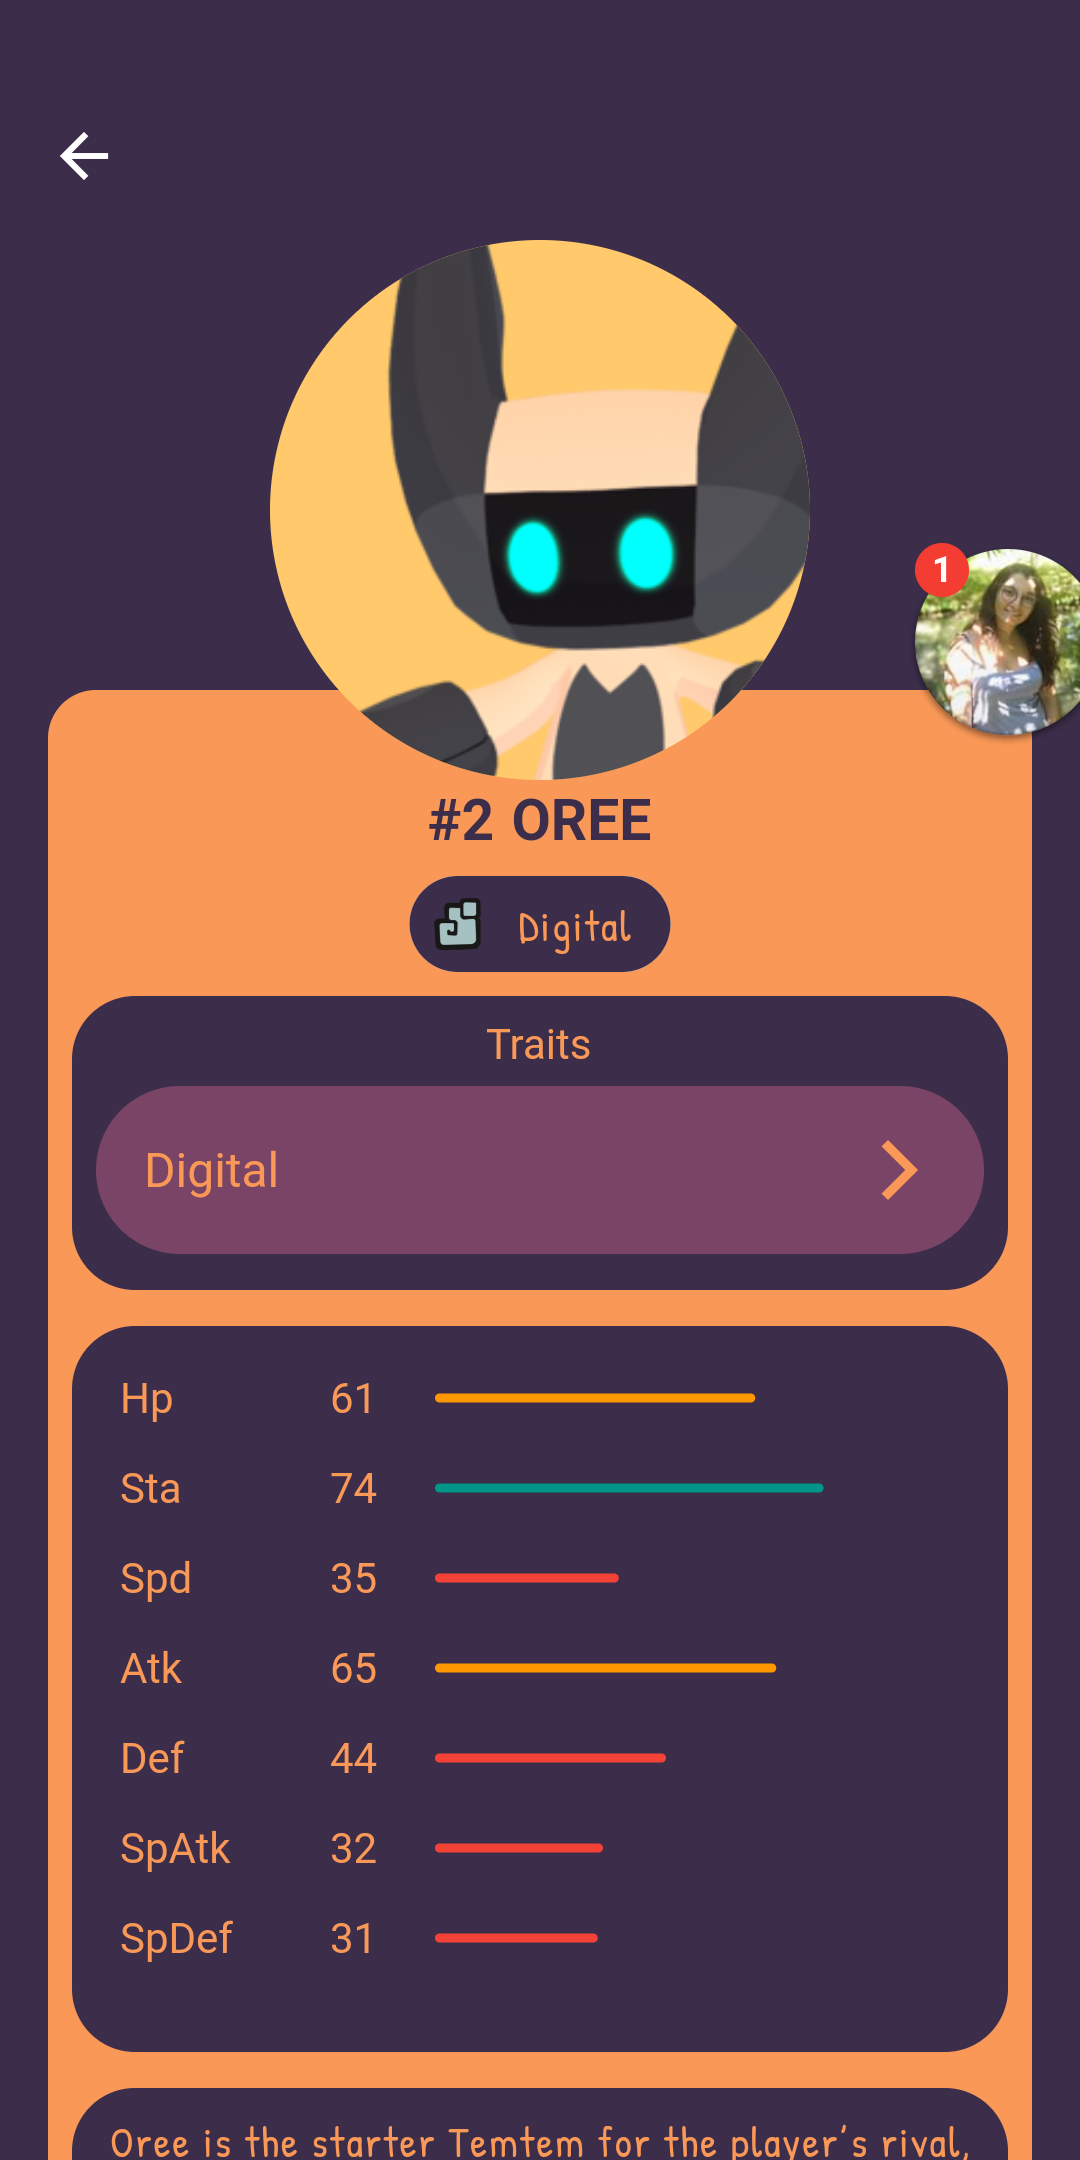 1
#2 OREE
Digital
Traits
Digital
Hp 61
Sta 74
Spd 35
Atk 65
Def 44
SpAtk 32
SpDef 31
Oree is the starter Temtem for the player's rival,